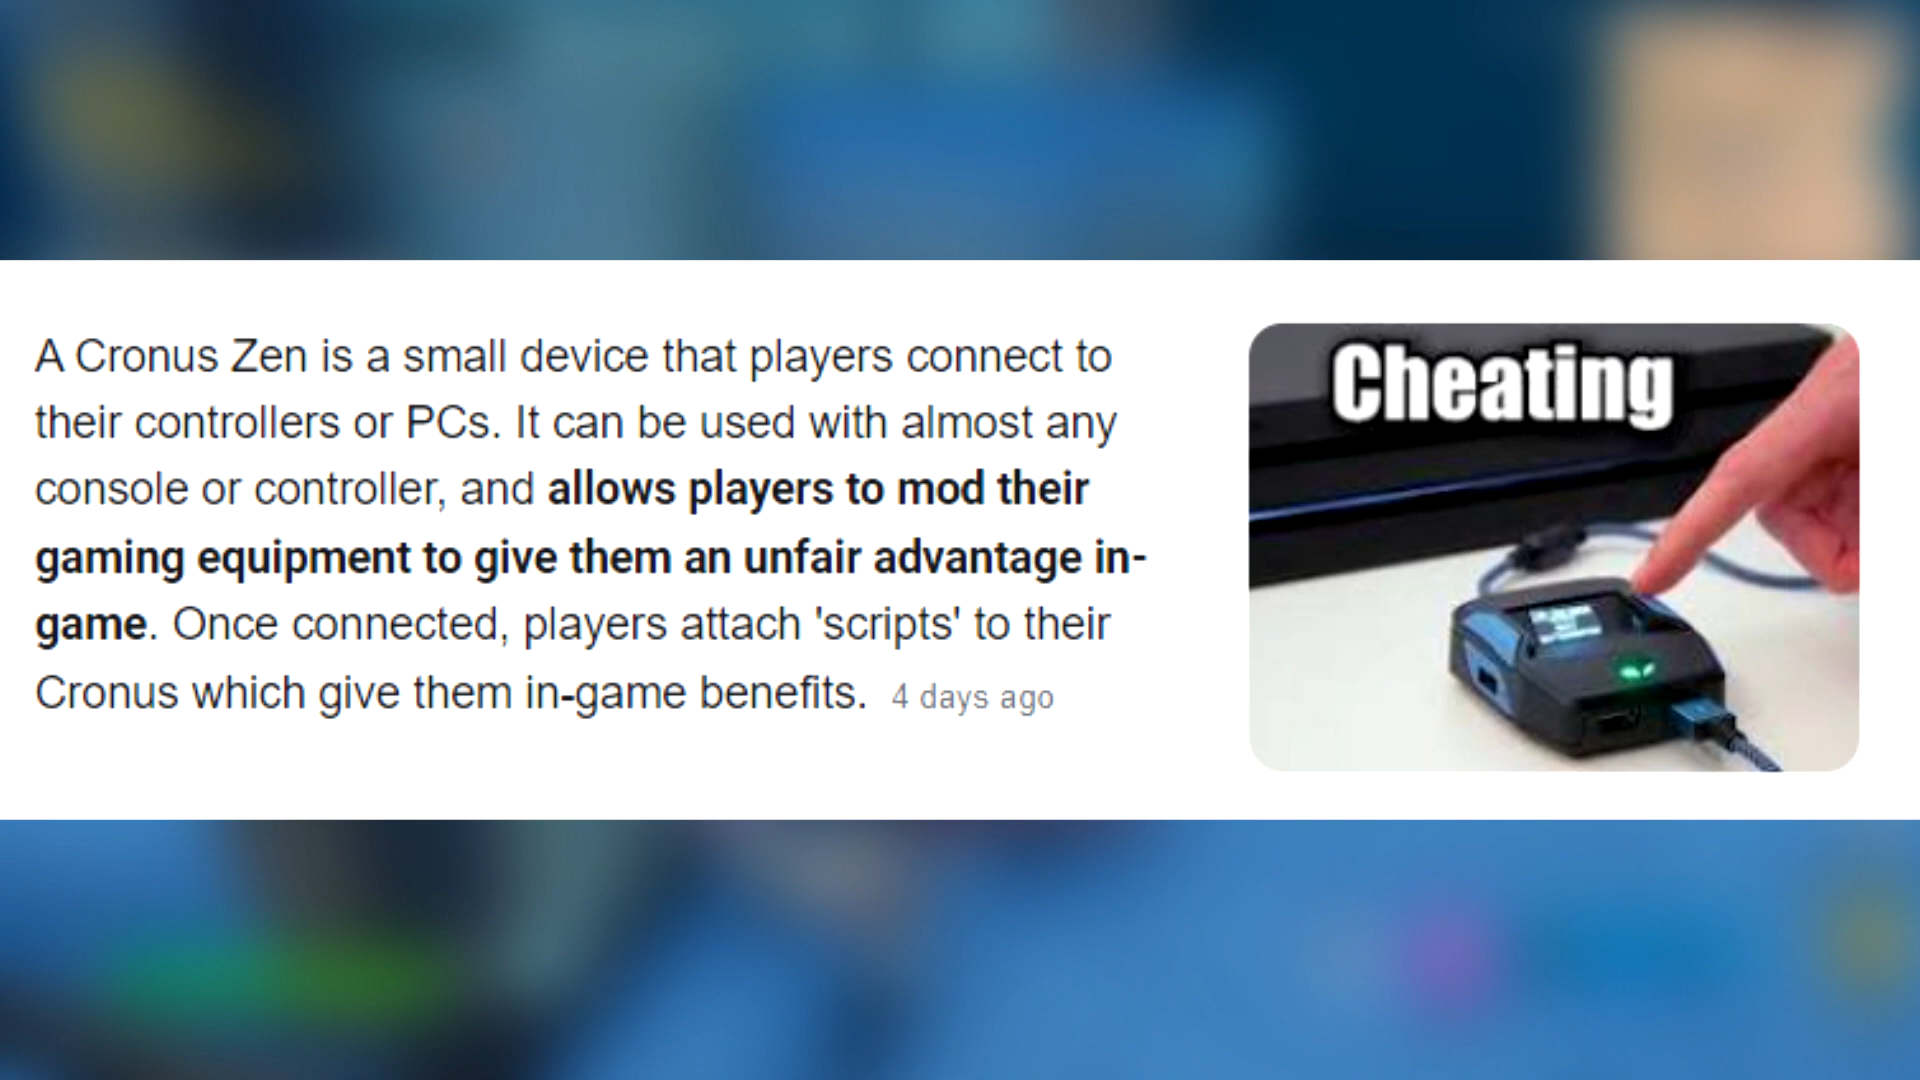 A Cronus Zen is a small device that players connect to
their controllers or PCs. It can be used with almost any
console or controller, and allows players to mod their
gaming equipment to give them an unfair advantage in-
game. Once connected, players attach 'scripts' to their
Cronus which give them in-game benefits. 4 days ago
Cheating